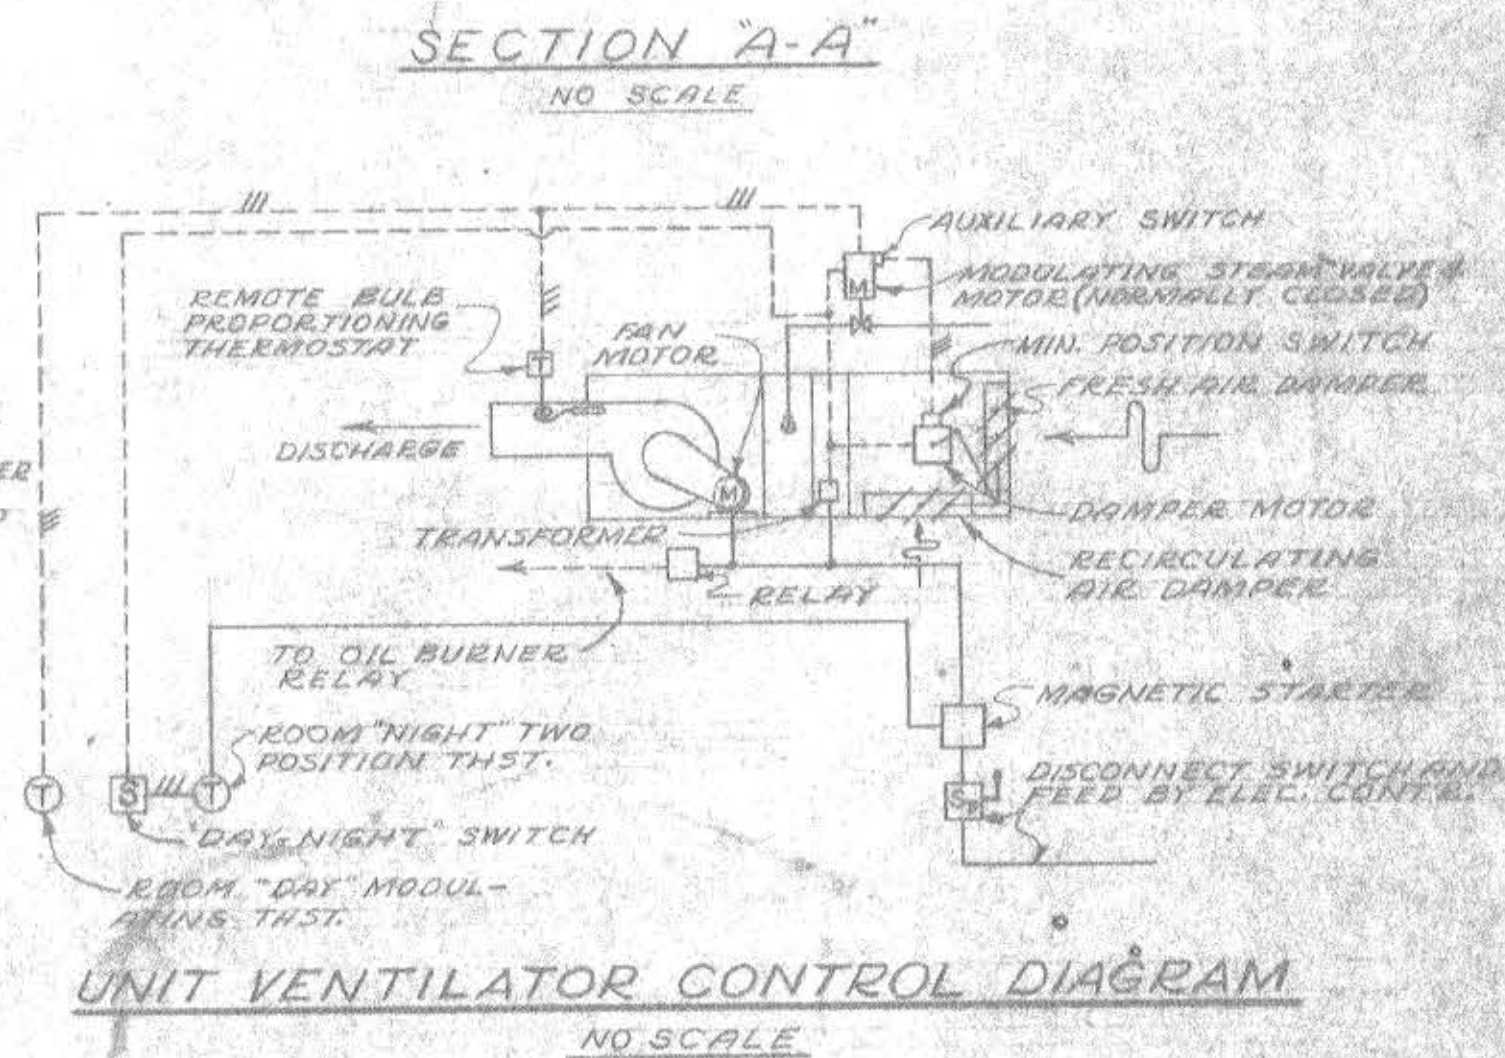 SECTION "A-A"
NO SCALE
AUXILIARY SWITCH
MODULATING STEAM VALVE &
MOTOR (NORMALLY CLOSED)
REMOTE BULB
PROPORTIONING
THERMOSTAT
FAN
MOTOR
MIN. POSITION SWITCH
FRESH AIR DAMPER
M
T
DISCHARGE
M
DAMPER MOTOR
TRANSFORMER
RECIRCULATING
AIR DAMPER
RELAY
TO OIL BURNER
RELAY
MAGNETIC STARTER
ROOM "NIGHT" TWO
POSITION THST.
DISCONNECT SWITCH AND
FEED BY ELEC. CONTR.
T
S
T
S
"DAY-NIGHT" SWITCH
ROOM "DAY" MODUL-
ATING THST.
UNIT VENTILATOR CONTROL DIAGRAM
NO SCALE